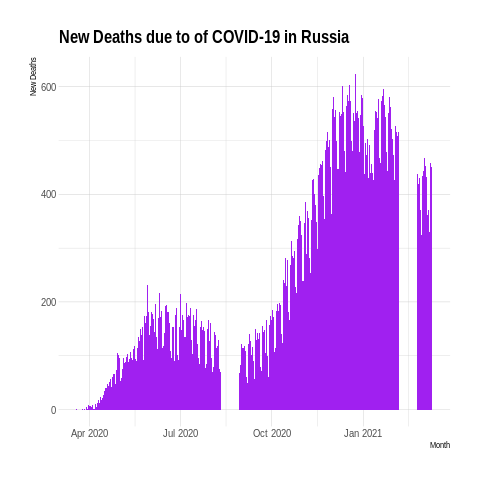 New Deaths due to of COVID-19 in Russia
New Deaths
600
400
200
0
Apr 2020 Jul 2020 Oct 2020 Jan 2021
Month